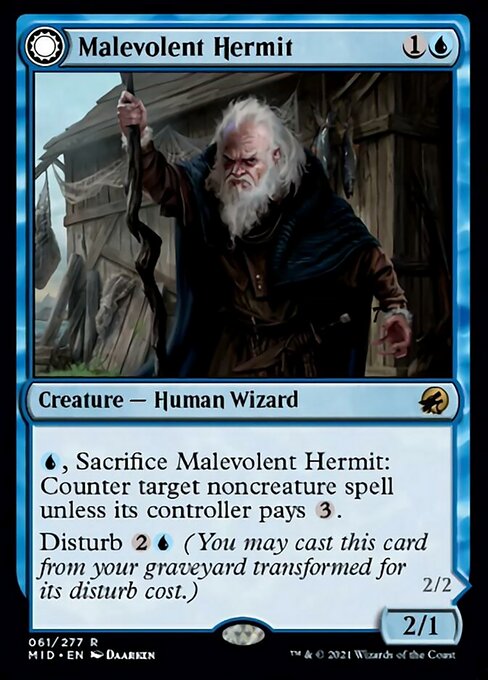 Malevolent Hermit 1
Creature — Human Wizard
, Sacrifice Malevolent Hermit:
Counter target noncreature spell
unless its controller pays 3.
Disturb 2 (You may cast this card
from your graveyard transformed for
its disturb cost.)
2/2
2/1
061/277 R
MID • EN DAARKEN
™ & © 2021 Wizards of the Coast